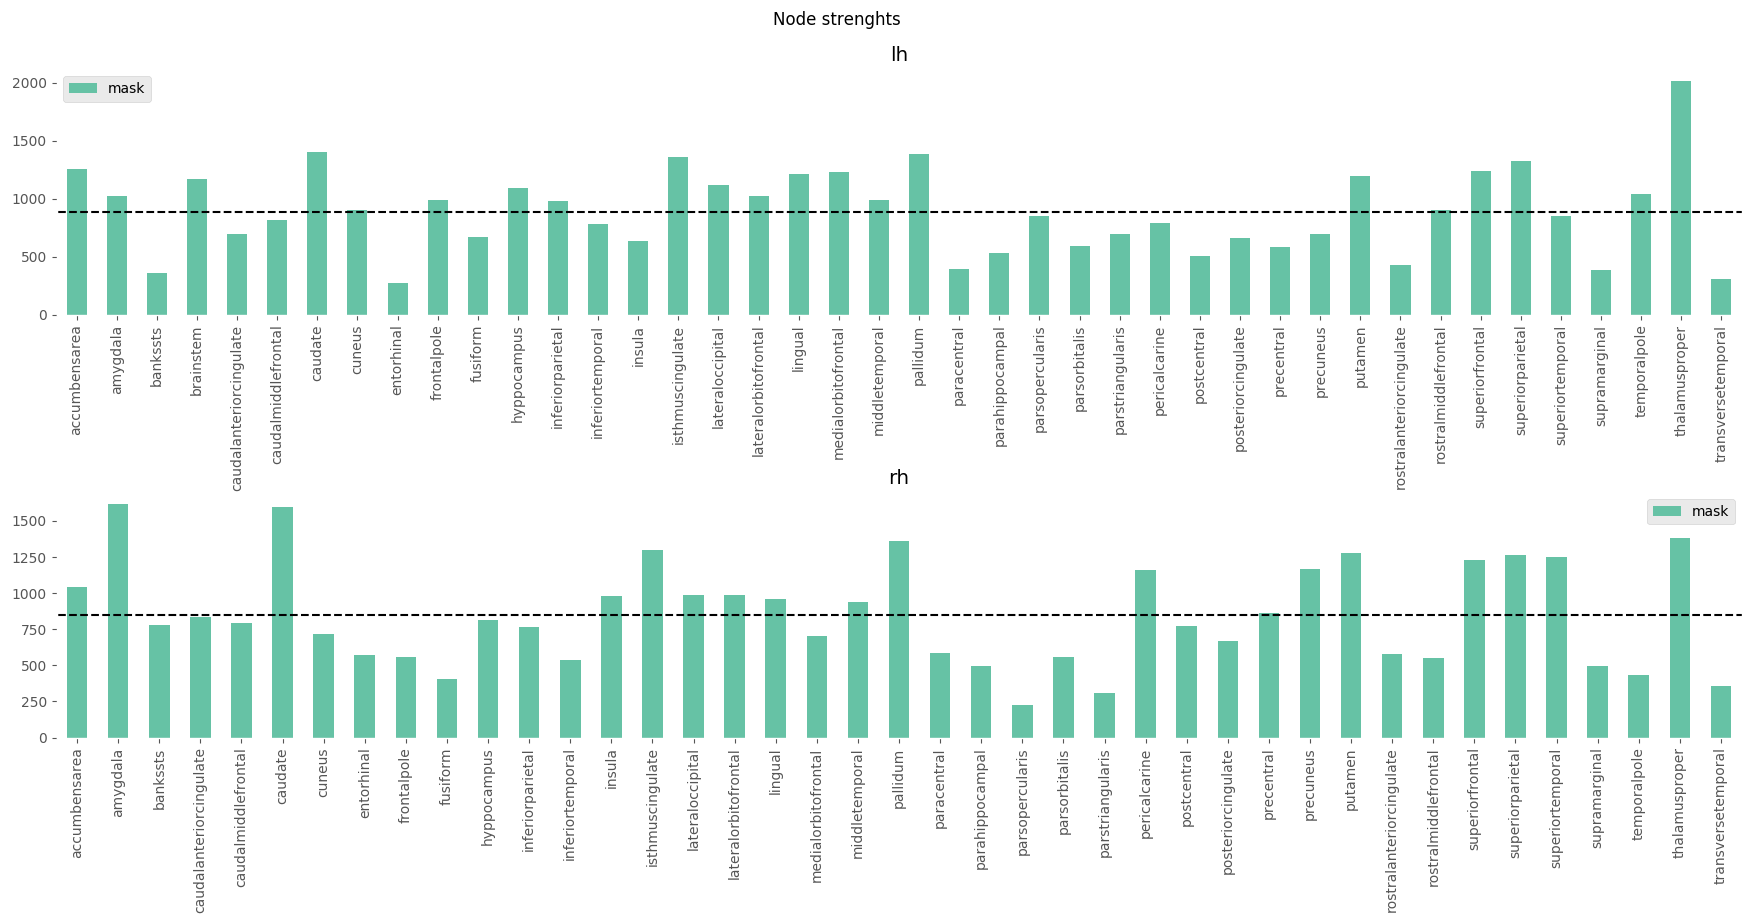 Node strenghts
lh
mask
2000
1500
1000
500
0
accumbensarea
amygdala
bankssts
brainstem
caudalanteriorcingulate
caudalmiddlefrontal
caudate
cuneus
entorhinal
frontalpole
fusiform
hyppocampus
inferiorparietal
inferiortemporal
insula
isthmuscingulate
lateraloccipital
lateralorbitofrontal
lingual
medialorbitofrontal
middletemporal
pallidum
paracentral
parahippocampal
parsopercularis
parsorbitalis
parstriangularis
pericalcarine
postcentral
posteriorcingulate
precentral
precuneus
putamen
rostralanteriorcingulate
rostralmiddlefrontal
superiorfrontal
superiorparietal
superiortemporal
supramarginal
temporalpole
thalamusproper
transversetemporal
rh
mask
1500
1250
1000
750
500
250
0
accumbensarea
amygdala
bankssts
caudalanteriorcingulate
caudalmiddlefrontal
caudate
cuneus
entorhinal
frontalpole
fusiform
hyppocampus
inferiorparietal
inferiortemporal
insula
isthmuscingulate
lateraloccipital
lateralorbitofrontal
lingual
medialorbitofrontal
middletemporal
pallidum
paracentral
parahippocampal
parsopercularis
parsorbitalis
parstriangularis
pericalcarine
postcentral
posteriorcingulate
precentral
precuneus
putamen
rostralanteriorcingulate
rostralmiddlefrontal
superiorfrontal
superiorparietal
superiortemporal
supramarginal
temporalpole
thalamusproper
transversetemporal